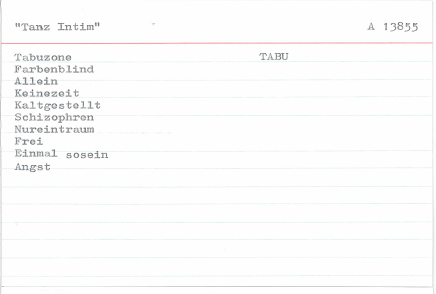 "Tanz Intim" A 13855
Tabuzone TABU
Farbenblind
Allein
Keinezeit
Kaltgestellt
Schizophren
Nureintraum
Frei
Einmal sosein
Angst